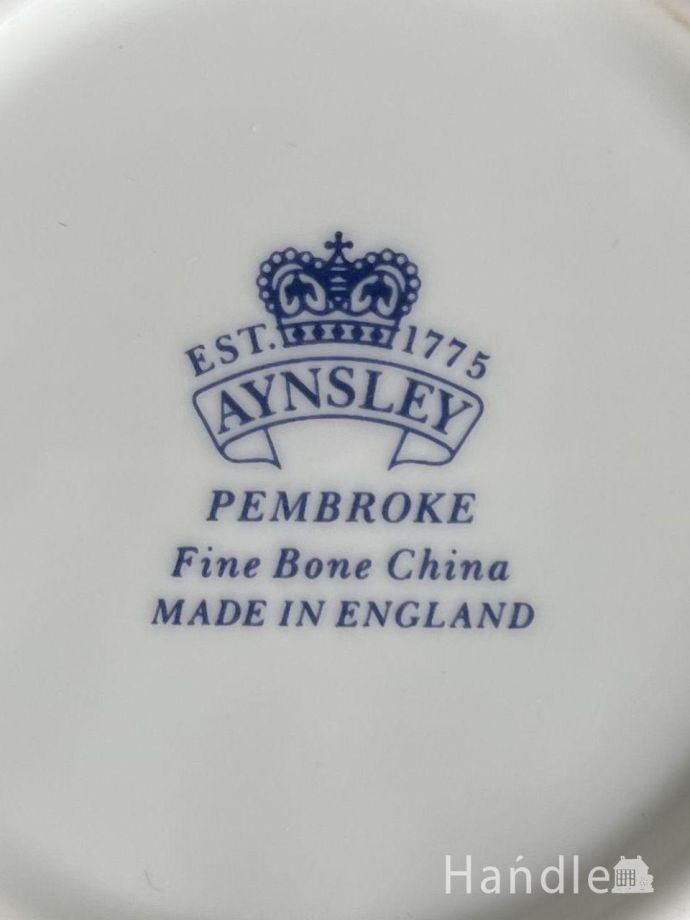 EST. 1775
AYNSLEY
PEMBROKE
Fine Bone China
MADE IN ENGLAND
Handle